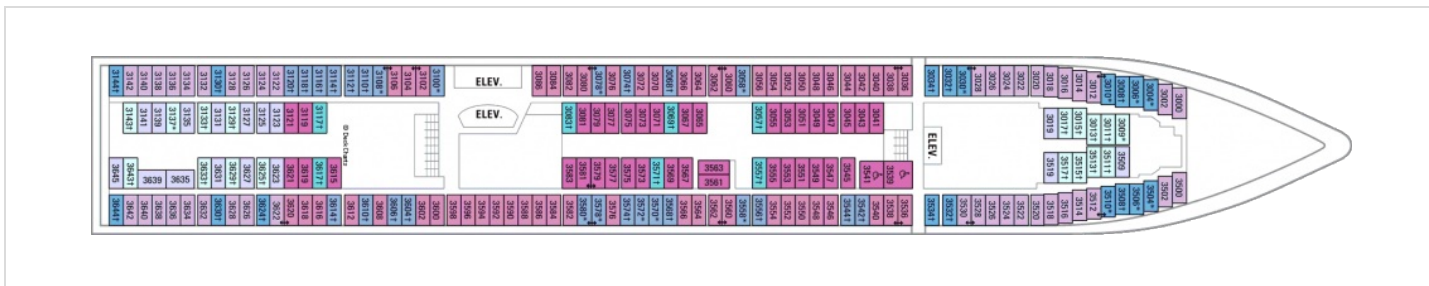 3144† 3142 3140 3138 3136 3134 3132 3130† 3128 3126 3124 3122 3120† 3118† 3116† 3114† 3112† 3110† 3108* 3106 3104 3102 3100* ELEV. 3086 3084 3082 3080 3078* 3076 3074† 3072 3070 3068† 3066 3064 3062 3060 3058* 3056 3054 3052 3050 3048 3046 3044 3042 3040 3038 3036 3034† 3032† 3030* 3028 3026 3024 3022 3020 3018 3016 3014 3012 3010* 3008† 3006* 3004* 3002 3000
3143† 3141 3139 3137* 3135 3133† 3131 3129† 3127 3125 3123 3121 3119 3117† ELEV. 3083† 3081 3079 3077 3075 3073 3071 3069† 3067 3065 3057† 3055 3053 3051 3049 3047 3045 3043 3041 3019 3017† 3015† 3013† 3011† 3009*
© Deck Chartz
ELEV.
3645 3643† 3639 3635 3633† 3631 3629† 3627 3625† 3623 3621 3619 3617† 3615 3583 3581 3579 3577 3575 3573 3571† 3569 3567 3563 3561 3557† 3555 3553 3551 3549 3547 3545 3541 3539 3519 3517† 3515† 3513† 3511† 3509
3644† 3642 3640 3638 3636 3634 3632 3630† 3628 3626 3624† 3622 3620 3618 3616 3614† 3612 3610† 3608 3606† 3604† 3602 3600 3598 3596 3594 3592 3590 3588 3586 3584 3582 3580* 3578* 3576 3574† 3572* 3570* 3568† 3566 3564 3562 3560 3558* 3556† 3554 3552 3550 3548 3546 3544† 3542† 3540 3538 3536 3534† 3532† 3530 3528 3526 3524 3522 3520 3518 3516 3514 3512 3510* 3508† 3506* 3504* 3502 3500